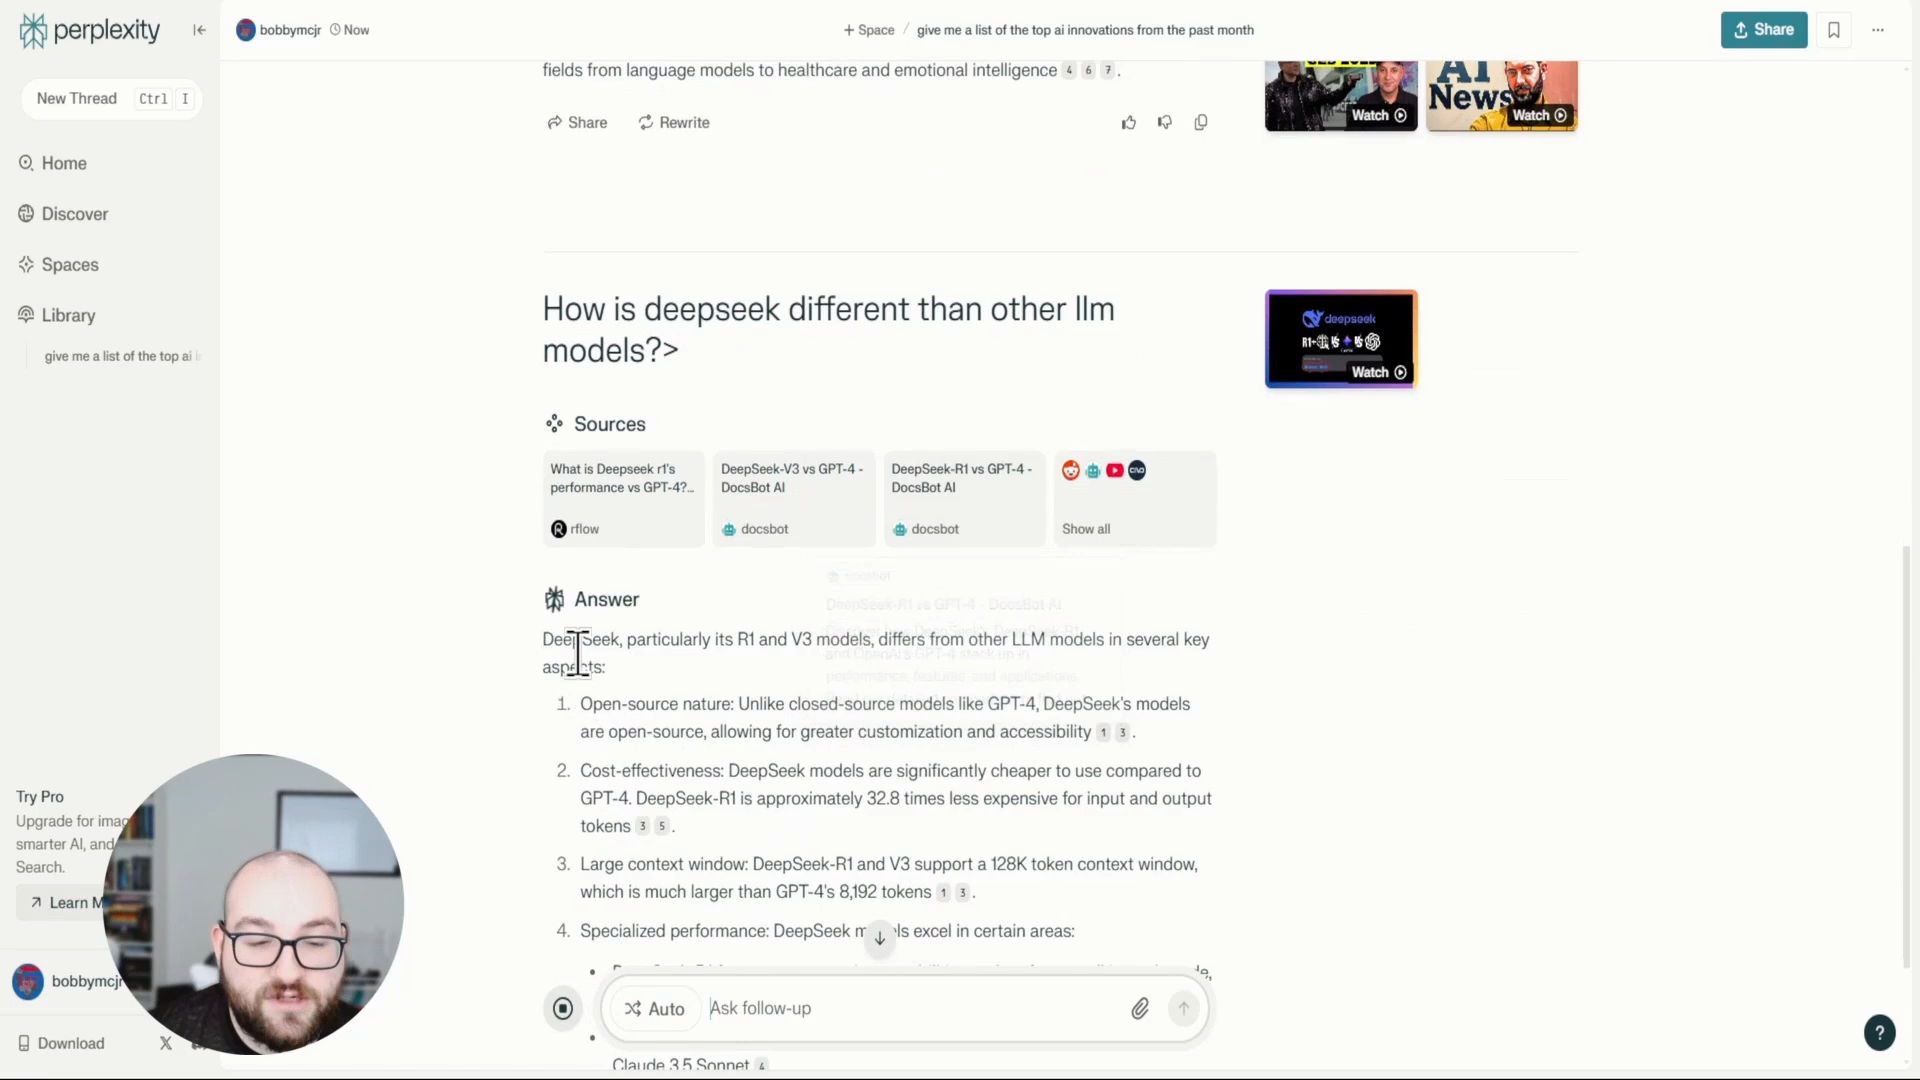 perplexity
bobbymcjr Now
+ Space / give me a list of the top ai innovations from the past month
Share
New Thread Ctrl I
Home
Discover
Spaces
Library
give me a list of the top ai
fields from language models to healthcare and emotional intelligence 4 6 7 .
Share Rewrite
Watch
AI
News
Watch
How is deepseek different than other llm
models?>
deepseek
Watch
Sources
What is Deepseek r1's
performance vs GPT-4?...
rflow
DeepSeek-V3 vs GPT-4 -
DocsBot AI
docsbot
DeepSeek-R1 vs GPT-4 -
DocsBot AI
docsbot
Show all
Answer
DeepSeek-R1 vs GPT-4 - DocsBot AI
DeepSeek, particularly its R1 and V3 models, differs from other LLM models in several key
aspects:
1. Open-source nature: Unlike closed-source models like GPT-4, DeepSeek's models
are open-source, allowing for greater customization and accessibility 1 3 .
2. Cost-effectiveness: DeepSeek models are significantly cheaper to use compared to
GPT-4. DeepSeek-R1 is approximately 32.8 times less expensive for input and output
tokens 3 5 .
3. Large context window: DeepSeek-R1 and V3 support a 128K token context window,
which is much larger than GPT-4's 8,192 tokens 1 3 .
4. Specialized performance: DeepSeek models excel in certain areas:
Claude 3.5 Sonnet 4
Auto Ask follow-up
Try Pro
Upgrade for
smarter AI, and
Search.
Learn
bobbymcjr
Download
?